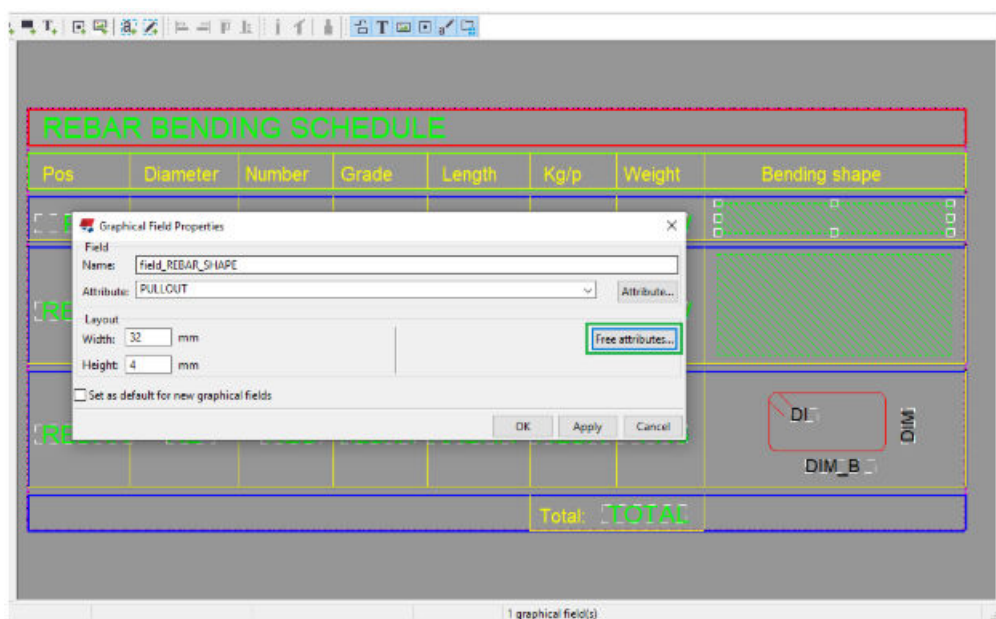 REBAR BENDING SCHEDULE
Pos Diameter Number Grade Length Kg/p Weight Bending shape
Graphical Field Properties
Field
Name: field_REBAR_SHAPE
Attribute: PULLOUT Attribute...
Layout
Width: 32 mm
Free attributes...
Height: 4 mm
Set as default for new graphical fields
OK Apply Cancel
DI
DIM
DIM_B
Total: TOTAL
1 graphical field(s)